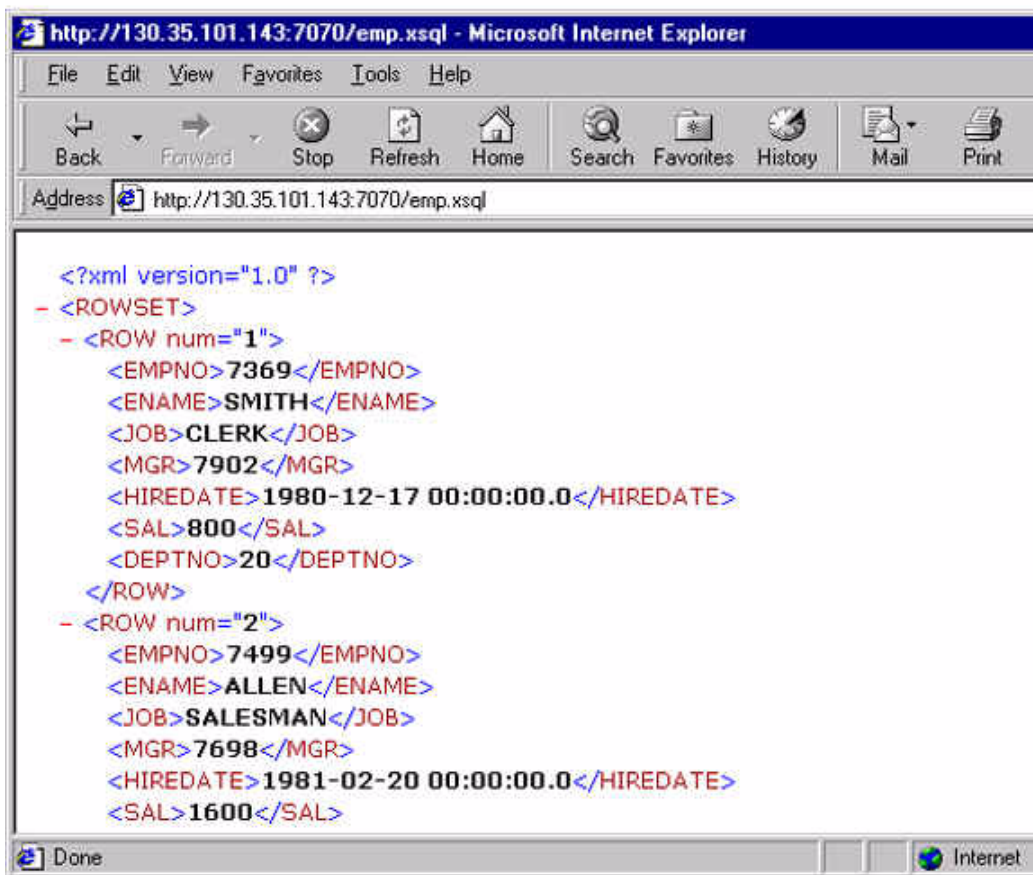 http://130.35.101.143:7070/emp.xsql - Microsoft Internet Explorer
File Edit View Favorites Tools Help
Back Forward Stop Refresh Home Search Favorites History Mail Print
Address http://130.35.101.143:7070/emp.xsql
<?xml version="1.0" ?>
- <ROWSET>
- <ROW num="1">
<EMPNO>7369</EMPNO>
<ENAME>SMITH</ENAME>
<JOB>CLERK</JOB>
<MGR>7902</MGR>
<HIREDATE>1980-12-17 00:00:00.0</HIREDATE>
<SAL>800</SAL>
<DEPTNO>20</DEPTNO>
</ROW>
- <ROW num="2">
<EMPNO>7499</EMPNO>
<ENAME>ALLEN</ENAME>
<JOB>SALESMAN</JOB>
<MGR>7698</MGR>
<HIREDATE>1981-02-20 00:00:00.0</HIREDATE>
<SAL>1600</SAL>
Done Internet